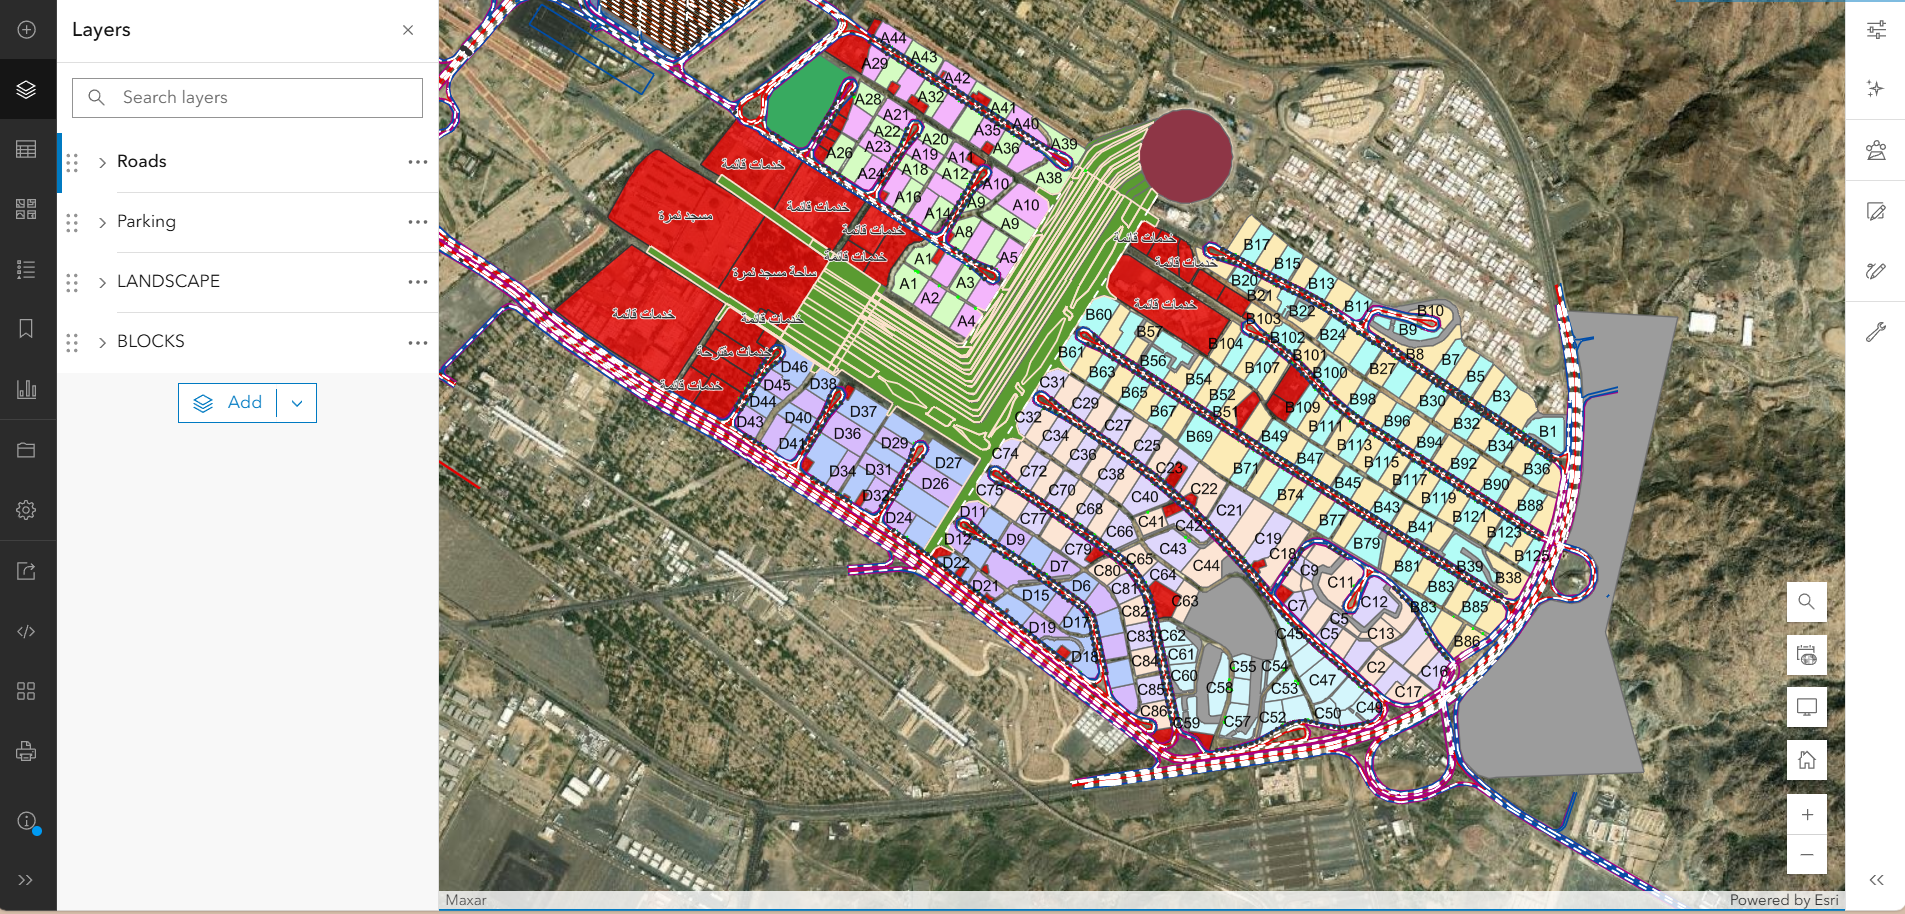 Layers
Search layers
Roads
Parking
LANDSCAPE
BLOCKS
Add
A44
A43
A29
A42
A28
A32
A41
A21
A40
A22
A20
A35
A39
A23
A36
A26
A19
A11
A24
A18
A12
A38
A10
A16
A9
A10
A14
A9
A8
A1
A5
A1
A3
A2
A4
خدمات قائمة
خدمات قائمة
مسجد نمرة
خدمات قائمة
خدمات قائمة
ساحة مسجد نمرة
خدمات قائمة
خدمات قائمة
خدمات مقترحة
خدمات قائمة
خدمات قائمة
خدمات قائمة
خدمات قائمة
B17
B15
B20
B13
B21
B11
B10
B22
B103
B9
B60
B57
B102
B24
B104
B61
B101
B8
B56
B7
B63
B107
B100
B27
B5
B54
B65
B52
B98
B3
B67
B51
B109
B30
B96
B32
B111
B1
B69
B49
B113
B94
B34
B47
B115
B92
B36
B71
B45
B117
B90
B74
B119
B88
B43
B121
B77
B41
B123
B79
B125
B81
B39
B38
B83
B83
B85
B86
C31
C29
C32
C27
C34
C25
C74
C36
C23
C72
C38
C22
C75
C70
C40
C21
C68
C77
C41
C42
C66
C19
C79
C43
C18
C65
C44
C80
C64
C9
C11
C81
C63
C7
C12
C82
C5
C83
C62
C45
C5
C13
C61
C84
C55
C54
C2
C16
C60
C47
C85
C58
C53
C17
C86
C59
C57
C52
C50
C49
D46
D45
D38
D44
D37
D43
D40
D36
D41
D29
D27
D34
D31
D26
D32
D24
D11
D12
D9
D22
D7
D21
D6
D15
D19
D17
D18
Maxar
Powered by Esri